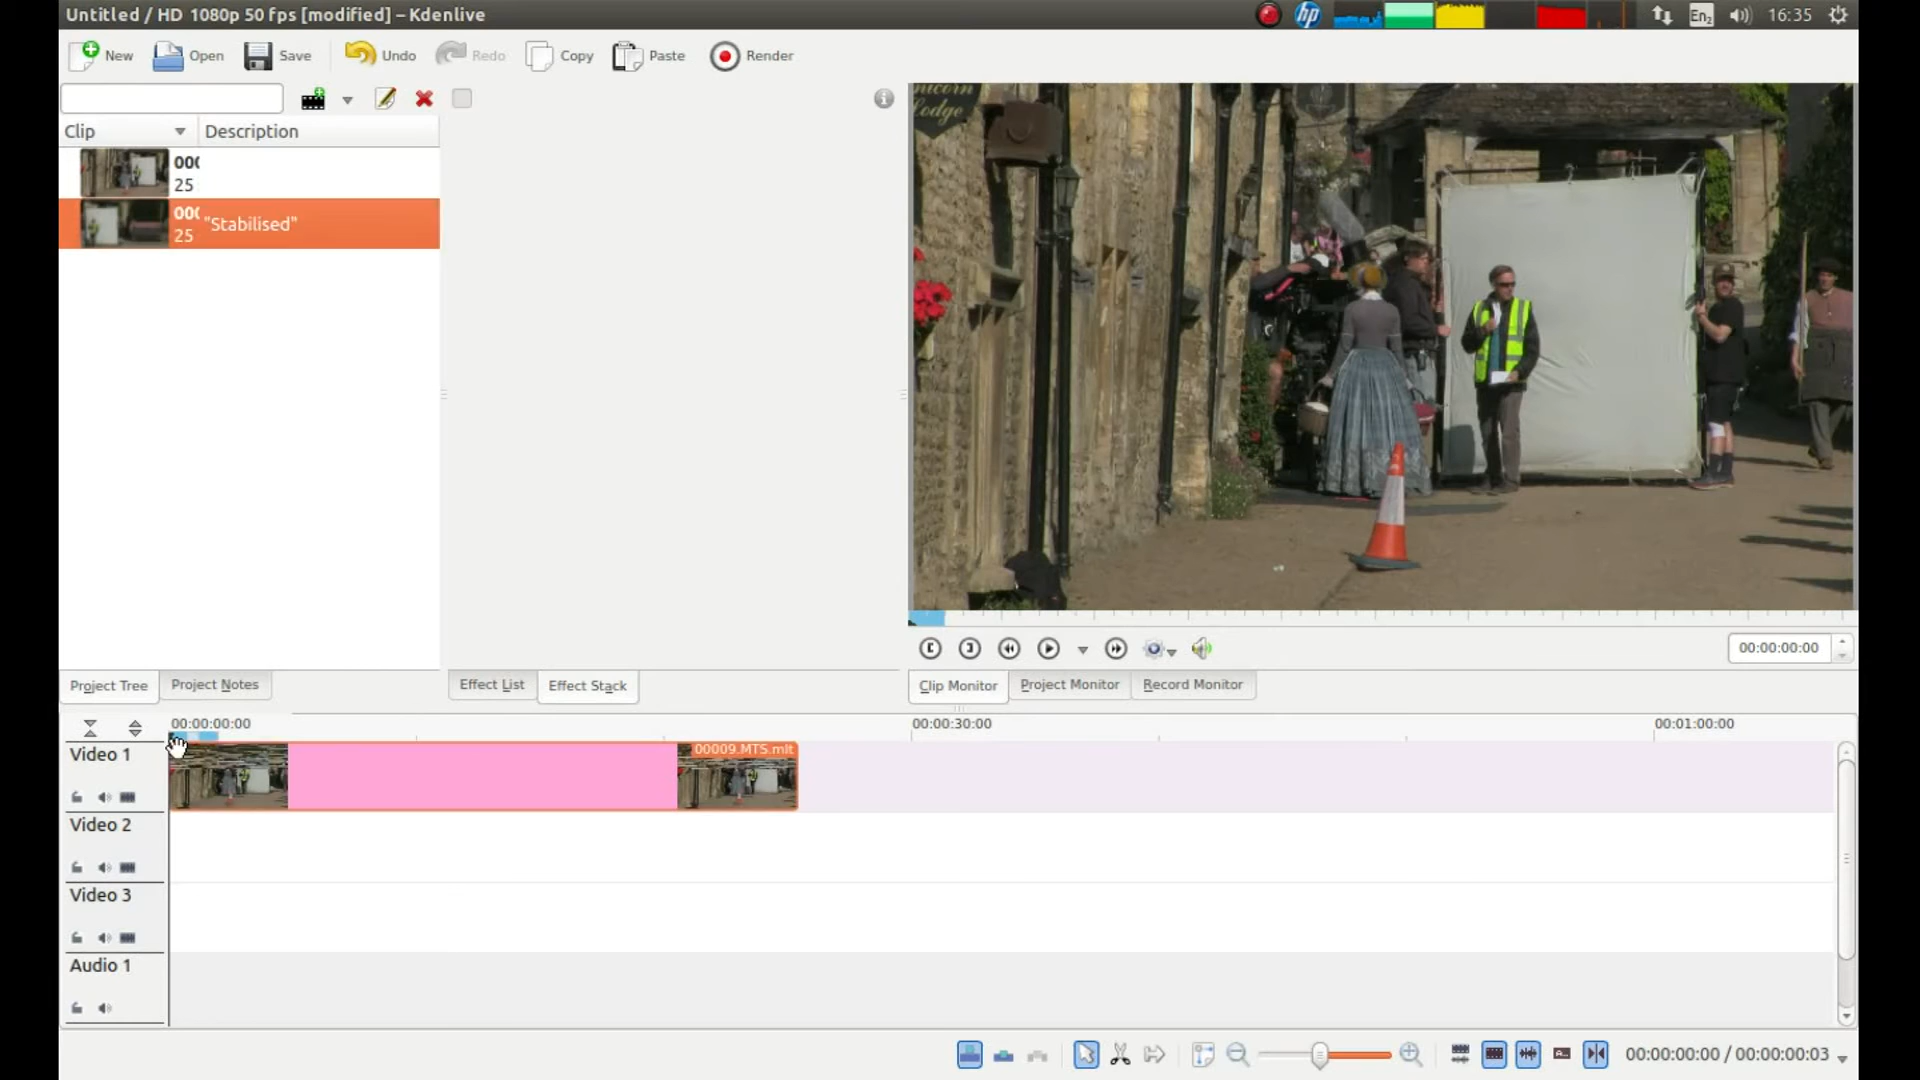 Untitled / HD 1080p 50 fps [modified] – Kdenlive
hp
En2
16:35
New
Open
Save
Undo
Redo
Copy
Paste
Render
Clip
Description
25
"Stabilised"
25
Lodge
00:00:00:00
Project Tree
Project Notes
Effect List
Effect Stack
Clip Monitor
Project Monitor
Record Monitor
00:00:00:00
00:00:30:00
00:01:00:00
Video 1
00009.MTS.mlt
Video 2
Video 3
Audio 1
00:00:00:00 / 00:00:00:03